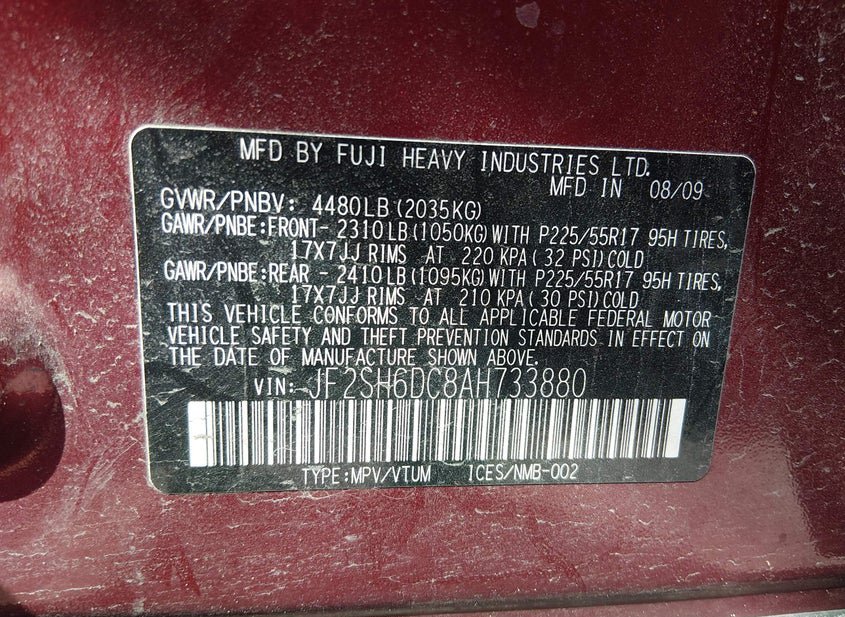 MFD BY FUJI HEAVY INDUSTRIES LTD.
MFD IN 08/09
GVWR/PNBV: 4480LB(2035KG)
GAWR/PNBE:FRONT- 2310LB(1050KG)WITH P225/55R17 95H TIRES,
17X7JJ RIMS AT 220 KPA( 32 PSI)COLD
GAWR/PNBE:REAR - 2410LB(1095KG)WITH P225/55R17 95H TIRES,
17X7JJ RIMS AT 210 KPA( 30 PSI)COLD
THIS VEHICLE CONFORMS TO ALL APPLICABLE FEDERAL MOTOR
VEHICLE SAFETY AND THEFT PREVENTION STANDARDS IN EFFECT ON
THE DATE OF MANUFACTURE SHOWN ABOVE.
VIN: JF2SH6DC8AH733880
TYPE:MPV/VTUM ICES/NMB-002